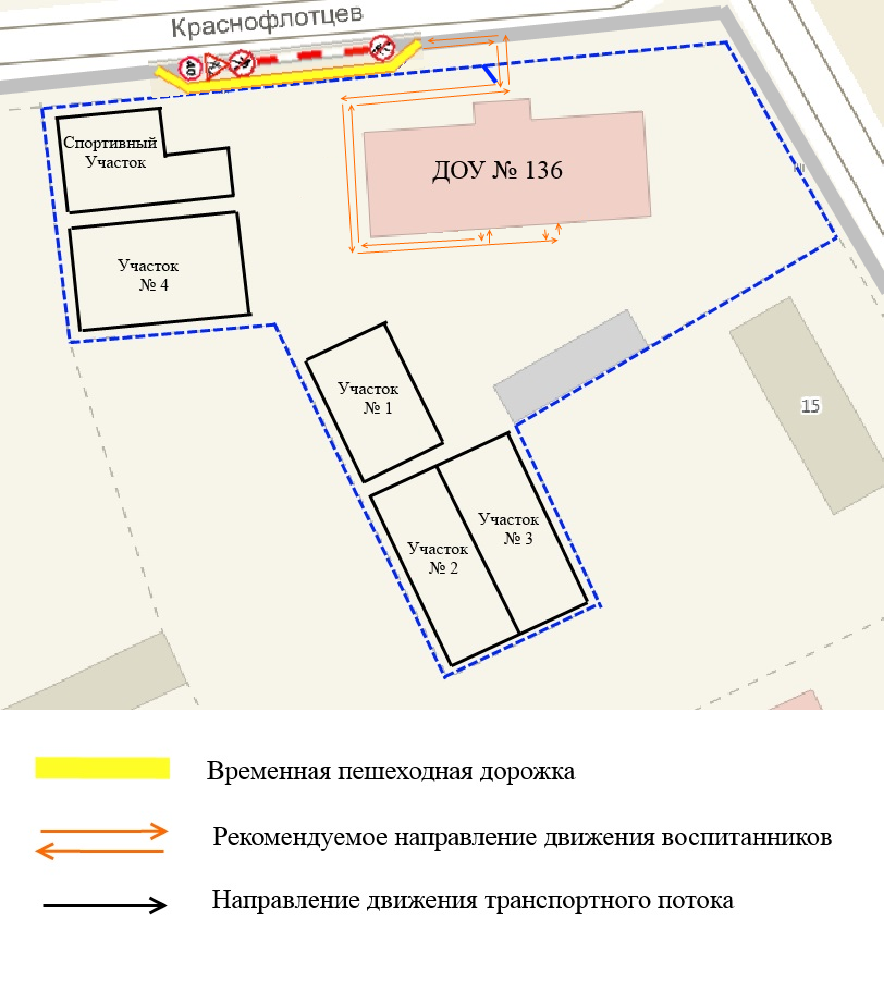 Краснофлотцев
40
Спортивный
Участок
ДОУ № 136
Участок
№ 4
Участок
№ 1
15
Участок
№ 3
Участок
№ 2
Временная пешеходная дорожка
Рекомендуемое направление движения воспитанников
Направление движения транспортного потока